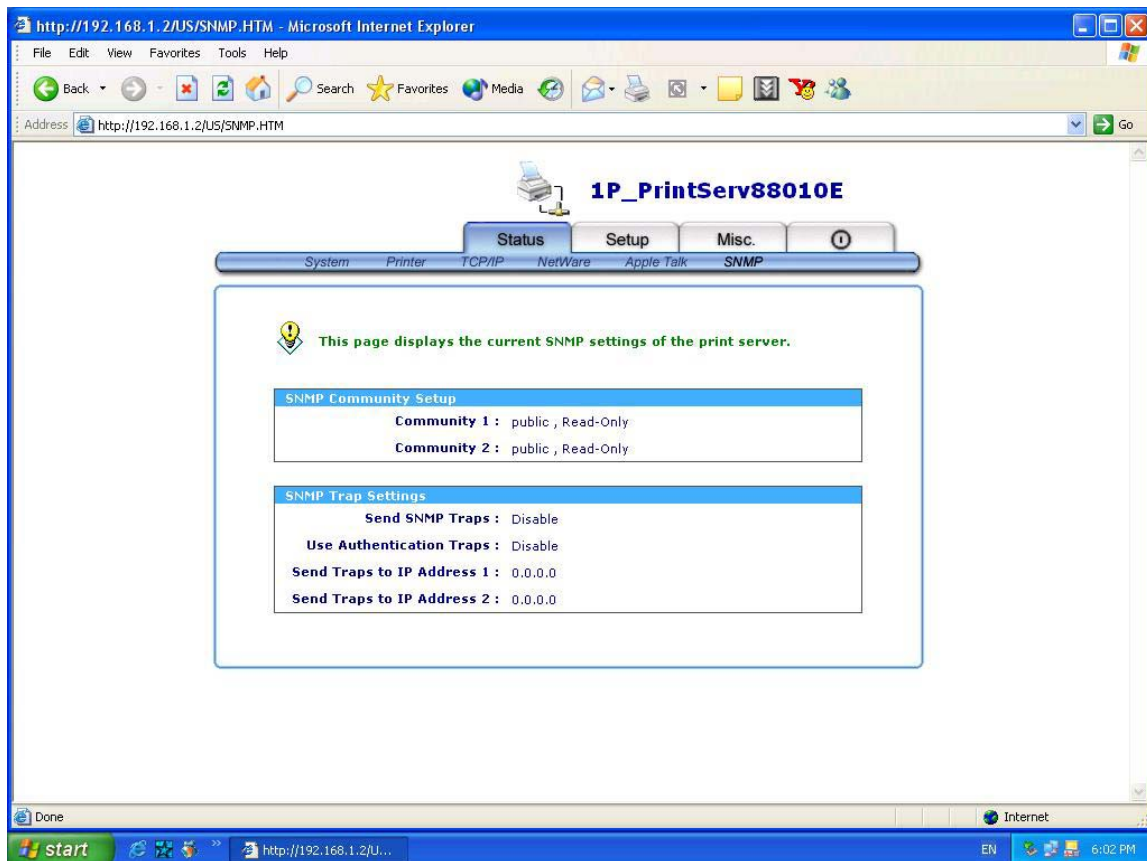 http://192.168.1.2/US/SNMP.HTM - Microsoft Internet Explorer
File Edit View Favorites Tools Help
Back Search Favorites Media
Address http://192.168.1.2/US/SNMP.HTM Go
1P_PrintServ88010E
Status Setup Misc.
System Printer TCP/IP NetWare Apple Talk SNMP
This page displays the current SNMP settings of the print server.
SNMP Community Setup
Community 1 : public , Read-Only
Community 2 : public , Read-Only
SNMP Trap Settings
Send SNMP Traps : Disable
Use Authentication Traps : Disable
Send Traps to IP Address 1 : 0.0.0.0
Send Traps to IP Address 2 : 0.0.0.0
Done Internet
start http://192.168.1.2/U... EN 6:02 PM